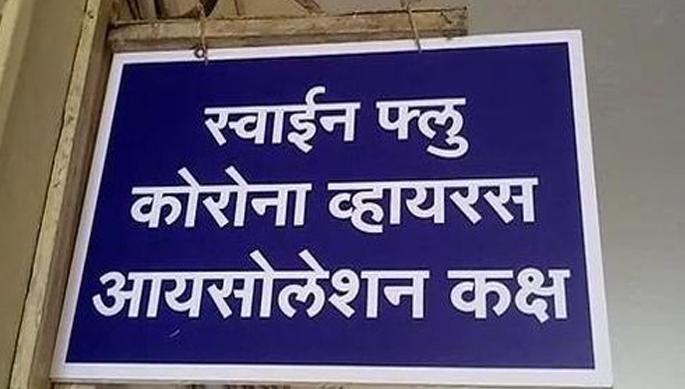 स्वाईन फ्लु
कोरोना व्हायरस
आयसोलेशन कक्ष